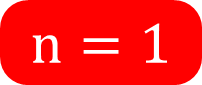 n = 1